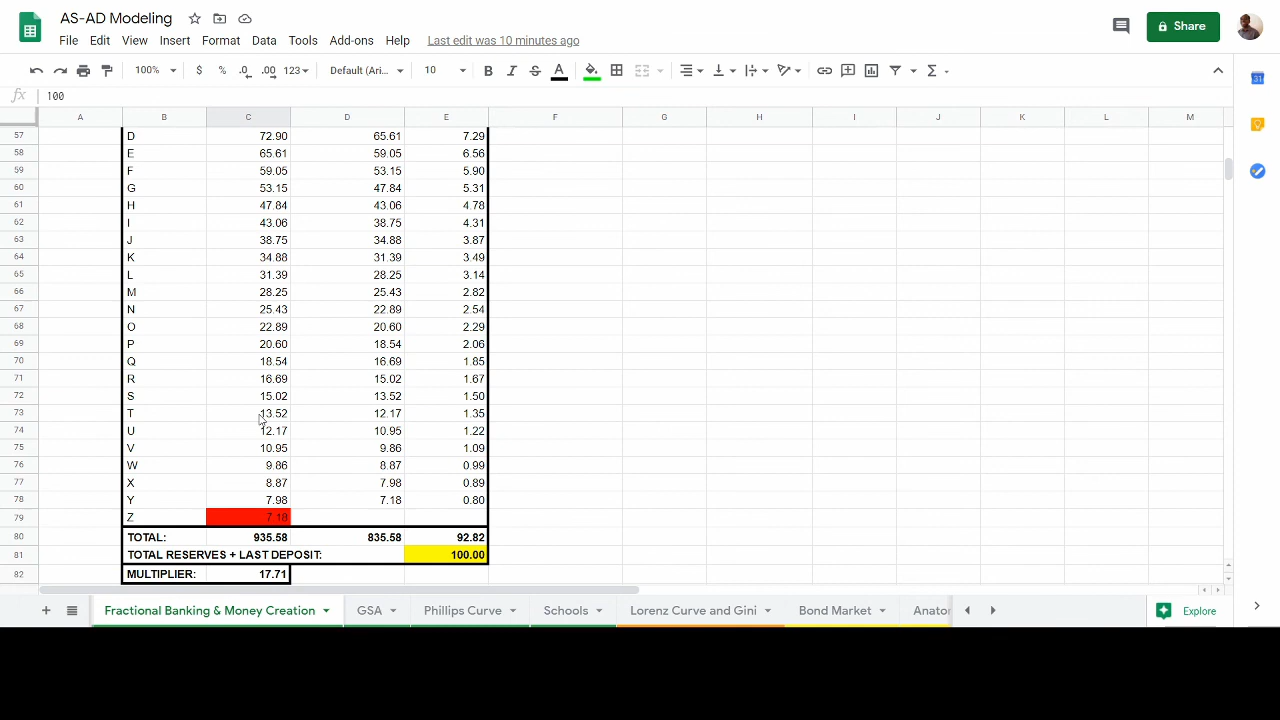 AS-AD Modeling
Share
File Edit View Insert Format Data Tools Add-ons Help Last edit was 10 minutes ago
100% $ % .0 .00 123 Default (Ari... 10 B I S A Σ
fx 100
A B C D E F G H I J K L M
57 D 72.90 65.61 7.29
58 E 65.61 59.05 6.56
59 F 59.05 53.15 5.90
60 G 53.15 47.84 5.31
61 H 47.84 43.06 4.78
62 I 43.06 38.75 4.31
63 J 38.75 34.88 3.87
64 K 34.88 31.39 3.49
65 L 31.39 28.25 3.14
66 M 28.25 25.43 2.82
67 N 25.43 22.89 2.54
68 O 22.89 20.60 2.29
69 P 20.60 18.54 2.06
70 Q 18.54 16.69 1.85
71 R 16.69 15.02 1.67
72 S 15.02 13.52 1.50
73 T 13.52 12.17 1.35
74 U 12.17 10.95 1.22
75 V 10.95 9.86 1.09
76 W 9.86 8.87 0.99
77 X 8.87 7.98 0.89
78 Y 7.98 7.18 0.80
79 Z 7.18
80 TOTAL: 935.58 835.58 92.82
81 TOTAL RESERVES + LAST DEPOSIT: 100.00
82 MULTIPLIER: 17.71
+ Fractional Banking & Money Creation GSA Phillips Curve Schools Lorenz Curve and Gini Bond Market Anator Explore